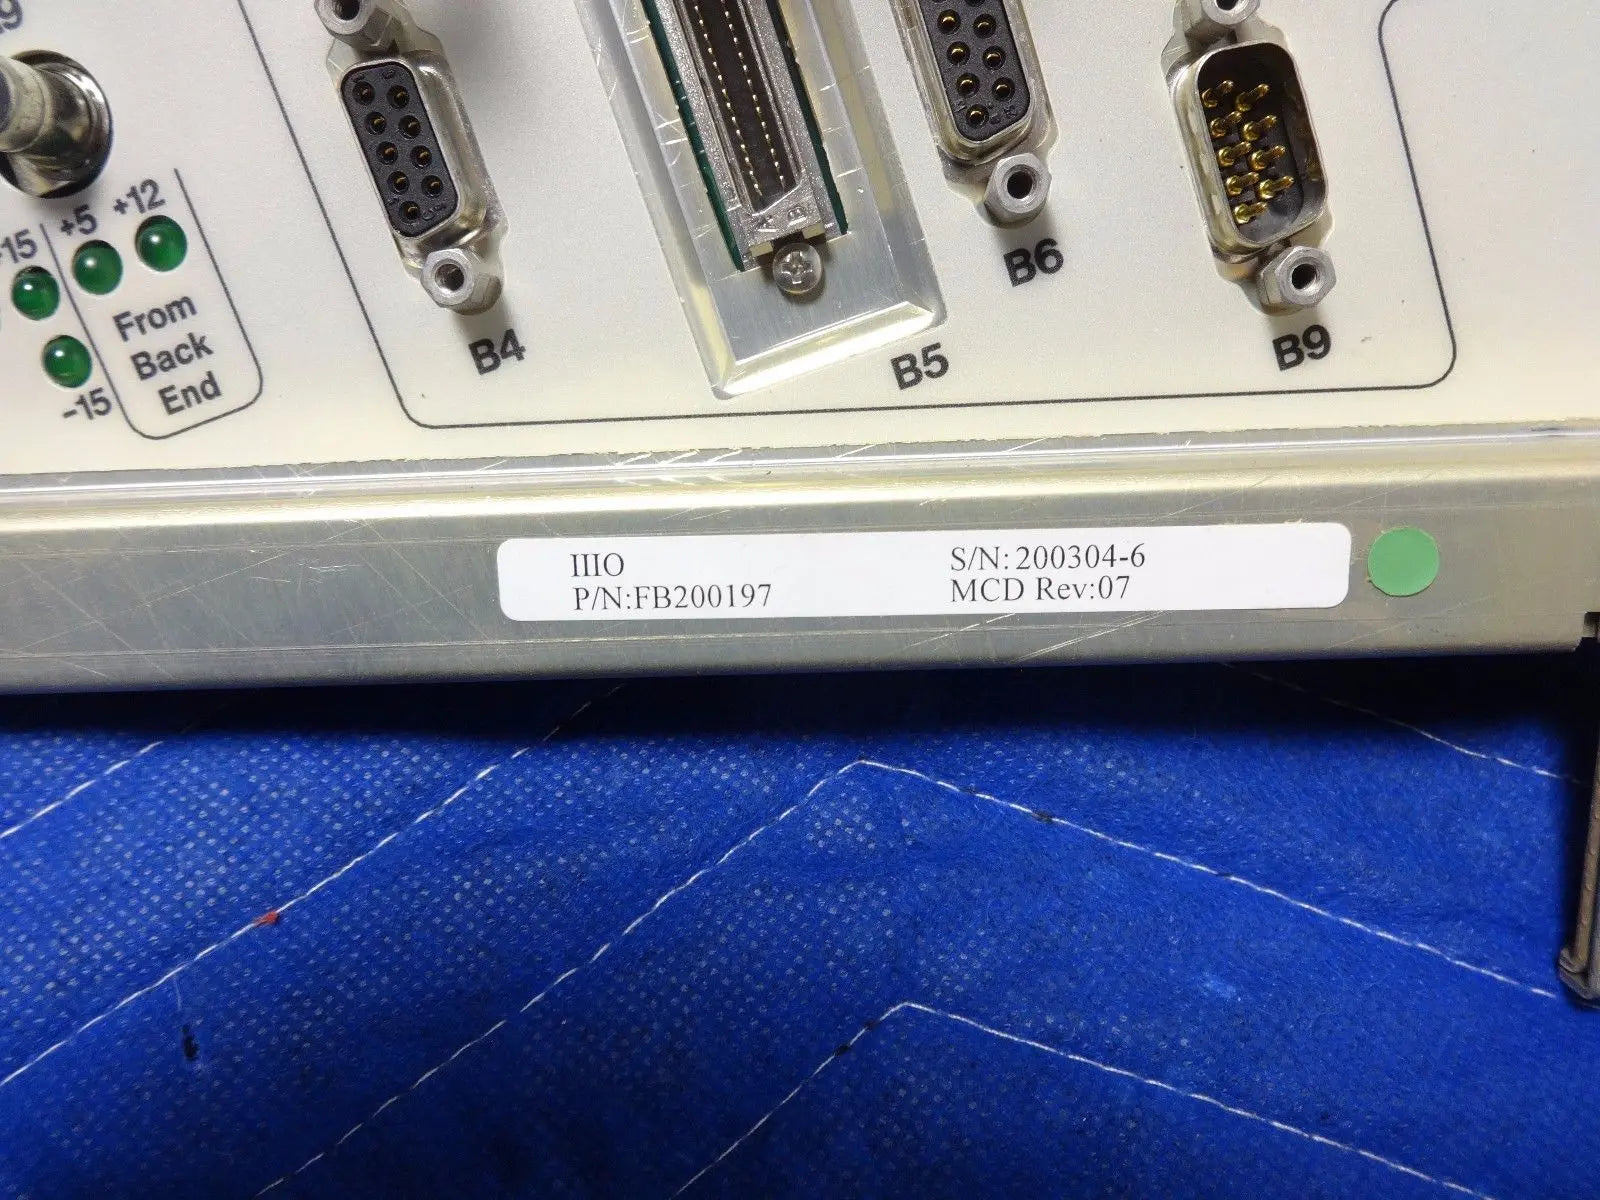 +5 +12
15
From
Back
End
-15
B4
B5
B6
B9
IIIO
P/N:FB200197
S/N: 200304-6
MCD Rev:07